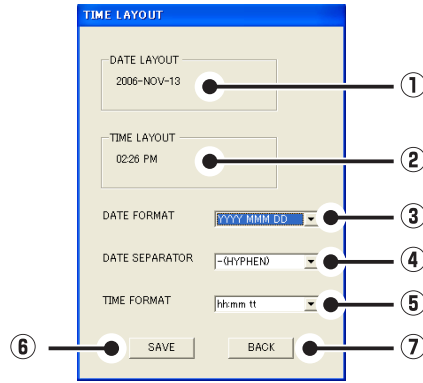 TIME LAYOUT
DATE LAYOUT
2006-NOV-13
①
TIME LAYOUT
02:26 PM
②
DATE FORMAT YYYY MMM DD ③
DATE SEPARATOR -(HYPHEN) ④
TIME FORMAT hh:mm tt ⑤
⑥ SAVE BACK ⑦